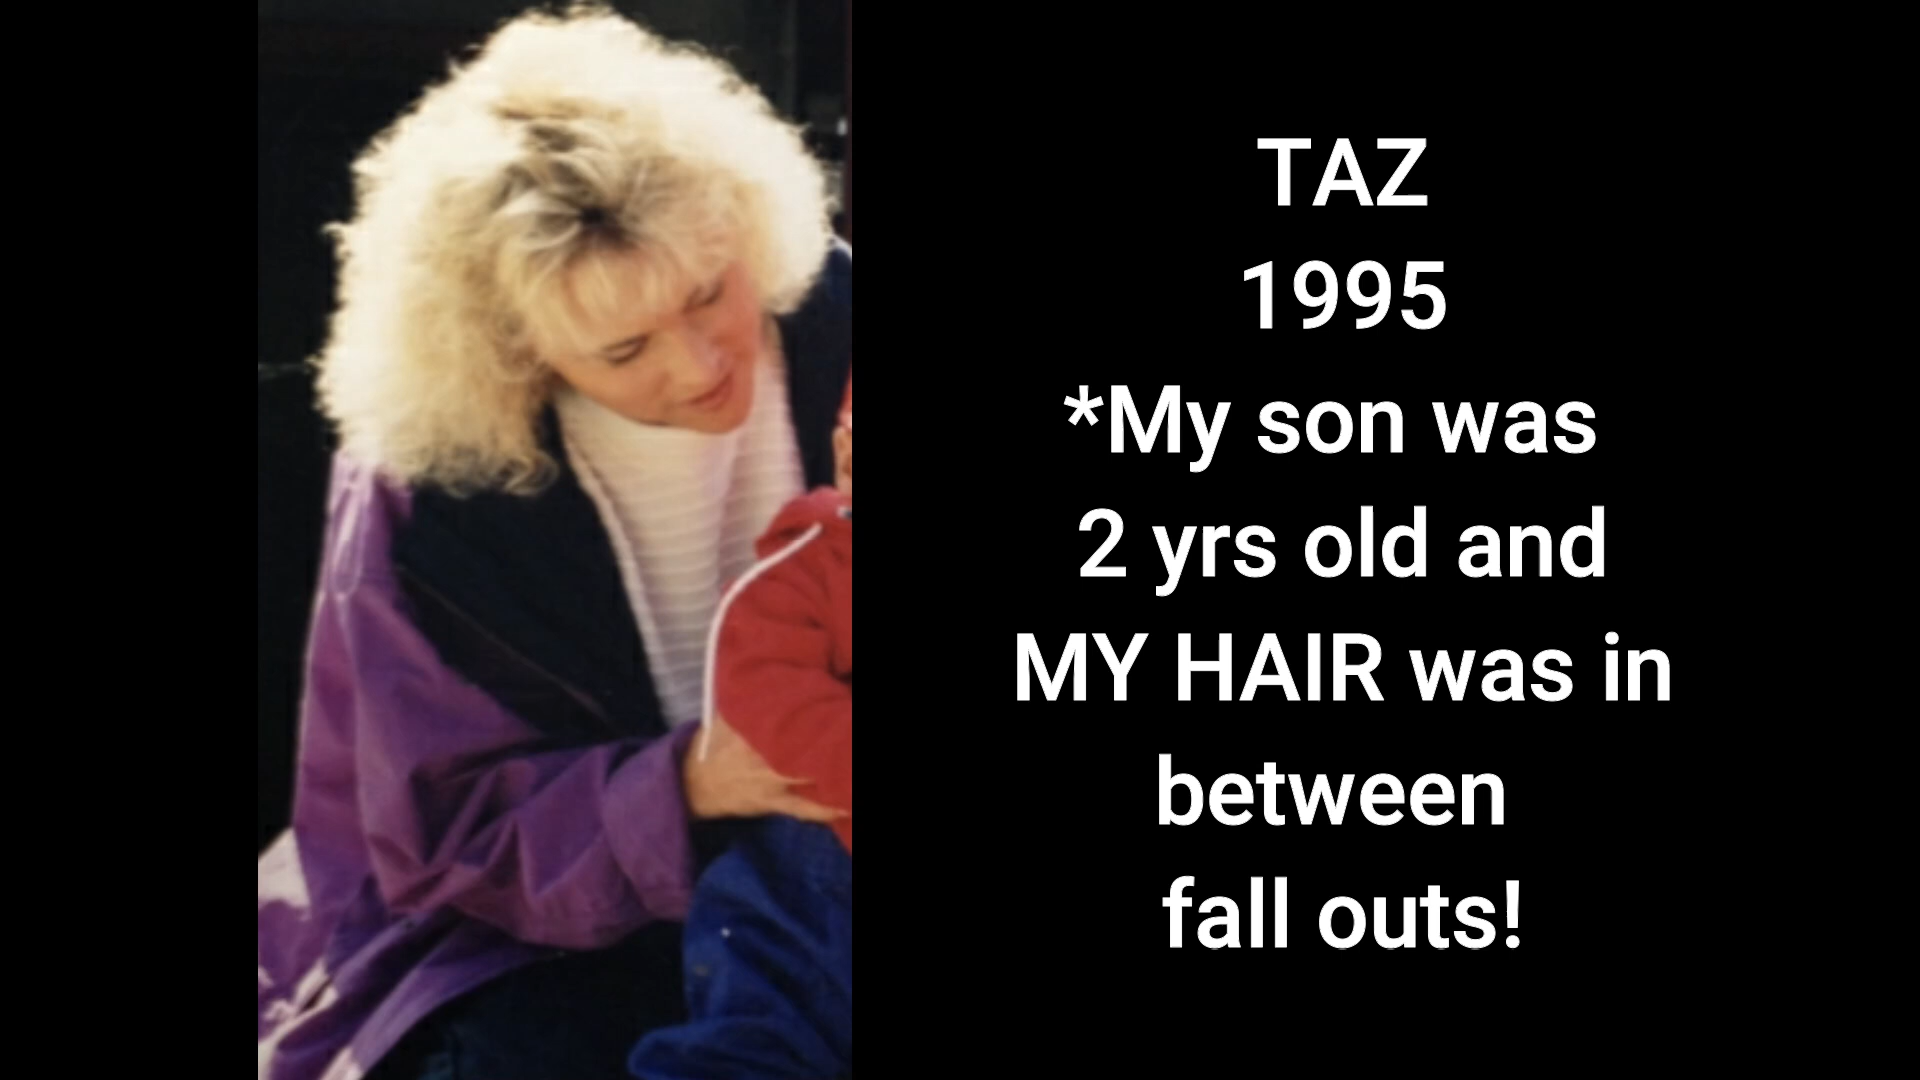 TAZ
1995
*My son was
2 yrs old and
MY HAIR was in
between
fall outs!